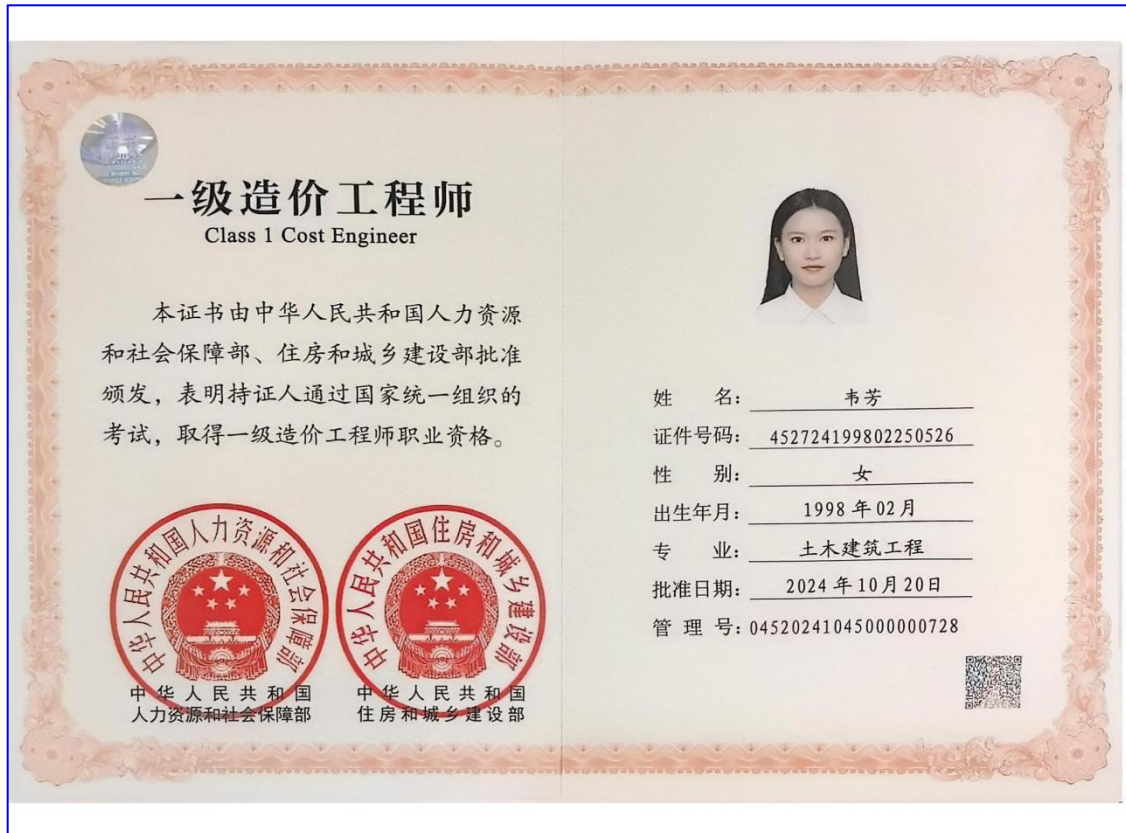 一级造价工程师
Class 1 Cost Engineer
本证书由中华人民共和国人力资源
和社会保障部、住房和城乡建设部批准
颁发，表明持证人通过国家统一组织的
考试，取得一级造价工程师职业资格。
中华人民共和国人力资源和社会保障部
中华人民共和国住房和城乡建设部
中华人民共和国
人力资源和社会保障部
中华人民共和国
住房和城乡建设部
姓 名： 韦芳
证件号码： 452724199802250526
性 别： 女
出生年月： 1998年02月
专 业： 土木建筑工程
批准日期： 2024年10月20日
管 理 号：04520241045000000728